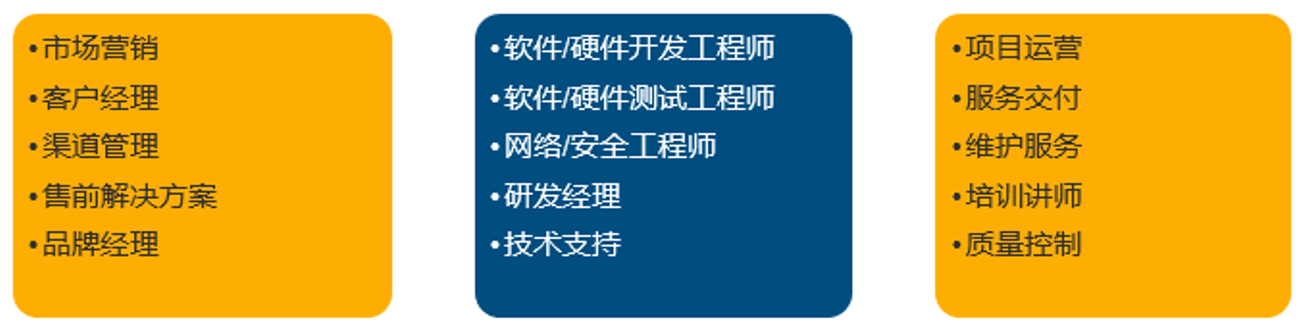 •市场营销
•客户经理
•渠道管理
•售前解决方案
•品牌经理
•软件/硬件开发工程师
•软件/硬件测试工程师
•网络/安全工程师
•研发经理
•技术支持
•项目运营
•服务交付
•维护服务
•培训讲师
•质量控制